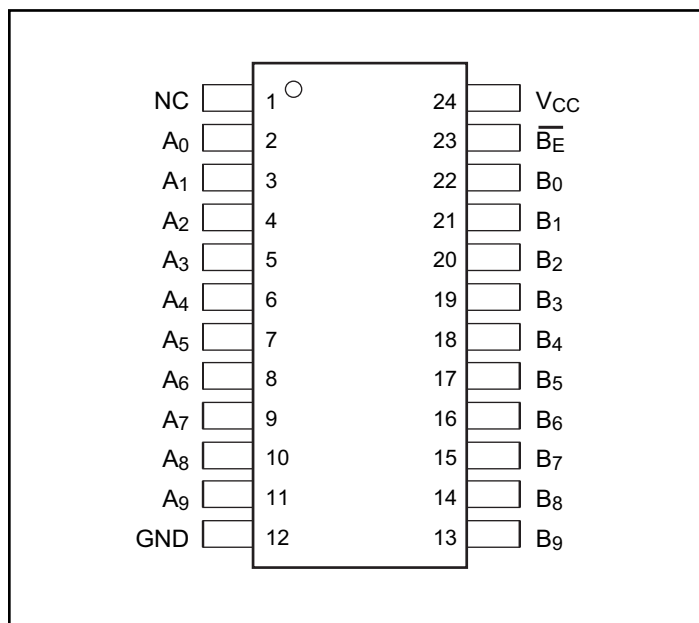 NC 1 24 VCC
A0 2 23 B̅E̅
A1 3 22 B0
A2 4 21 B1
A3 5 20 B2
A4 6 19 B3
A5 7 18 B4
A6 8 17 B5
A7 9 16 B6
A8 10 15 B7
A9 11 14 B8
GND 12 13 B9